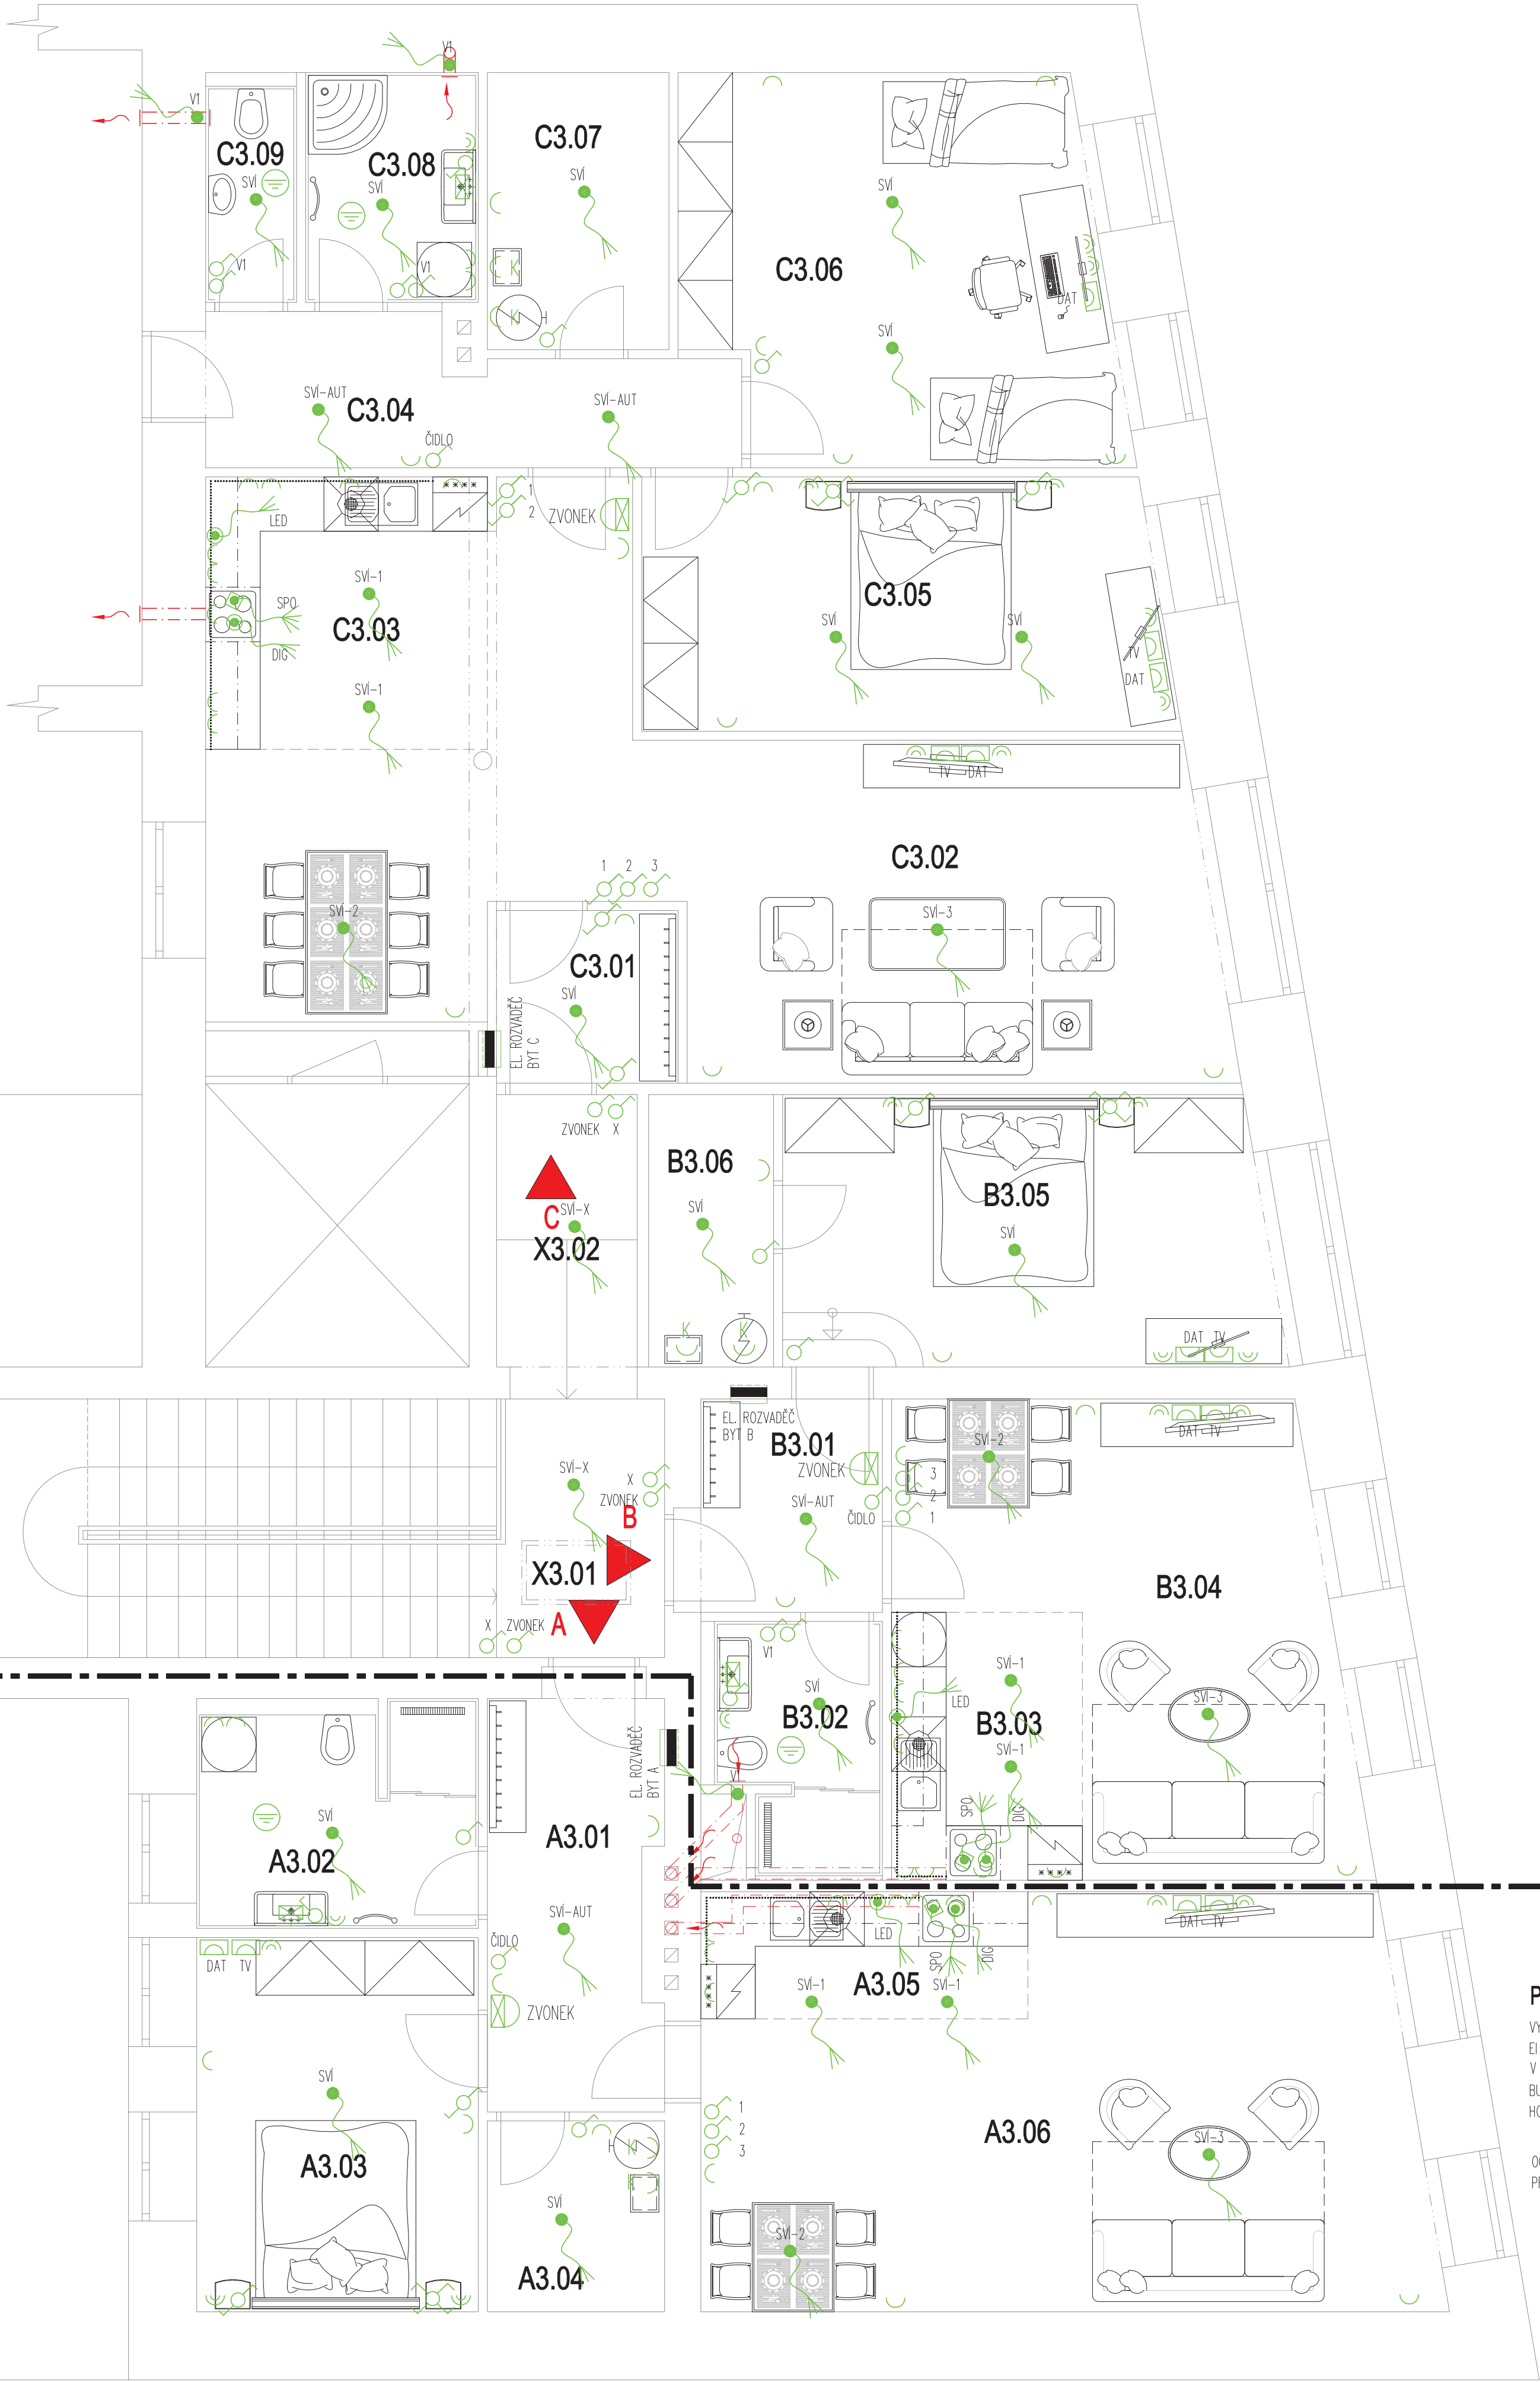 V1
V1
C3.09
SVÍ
V1
C3.08
SVÍ
V1
C3.07
SVÍ
K
K
SVÍ
C3.06
DAT
SVÍ
SVÍ-AUT
C3.04
ČIDLO
SVÍ-AUT
LED
1
2
ZVONEK
SVÍ-1
SPO
C3.03
DIG
SVÍ-1
C3.05
SVÍ
SVÍ
TV
DAT
TV DAT
C3.02
1 2 3
SVÍ-2
SVÍ-3
C3.01
SVÍ
EL. ROZVADĚČ
BYT C
ZVONEK X
C
SVÍ-X
X3.02
B3.06
SVÍ
K
K
B3.05
SVÍ
DAT TV
EL. ROZVADĚČ
BYT B
B3.01
ZVONEK
SVÍ-AUT
ČIDLO
SVÍ-2
3
2
1
DAT TV
SVÍ-X
X
ZVONEK
B
X3.01
X ZVONEK
A
B3.04
V1
SVÍ
B3.02
LED
SVÍ-1
B3.03
SVÍ-1
SPO
DIG
SVÍ-3
EL. ROZVADĚČ
BYT A
A3.01
SVÍ
A3.02
SVÍ-AUT
ČIDLO
ZVONEK
DAT TV
LED
SPO
DIG
SVÍ-1
A3.05
SVÍ-1
DAT TV
SVÍ
A3.03
K
K
SVÍ
A3.04
1
2
3
SVÍ-2
A3.06
SVÍ-3
P
VY
EI
V
BU
HO
PI